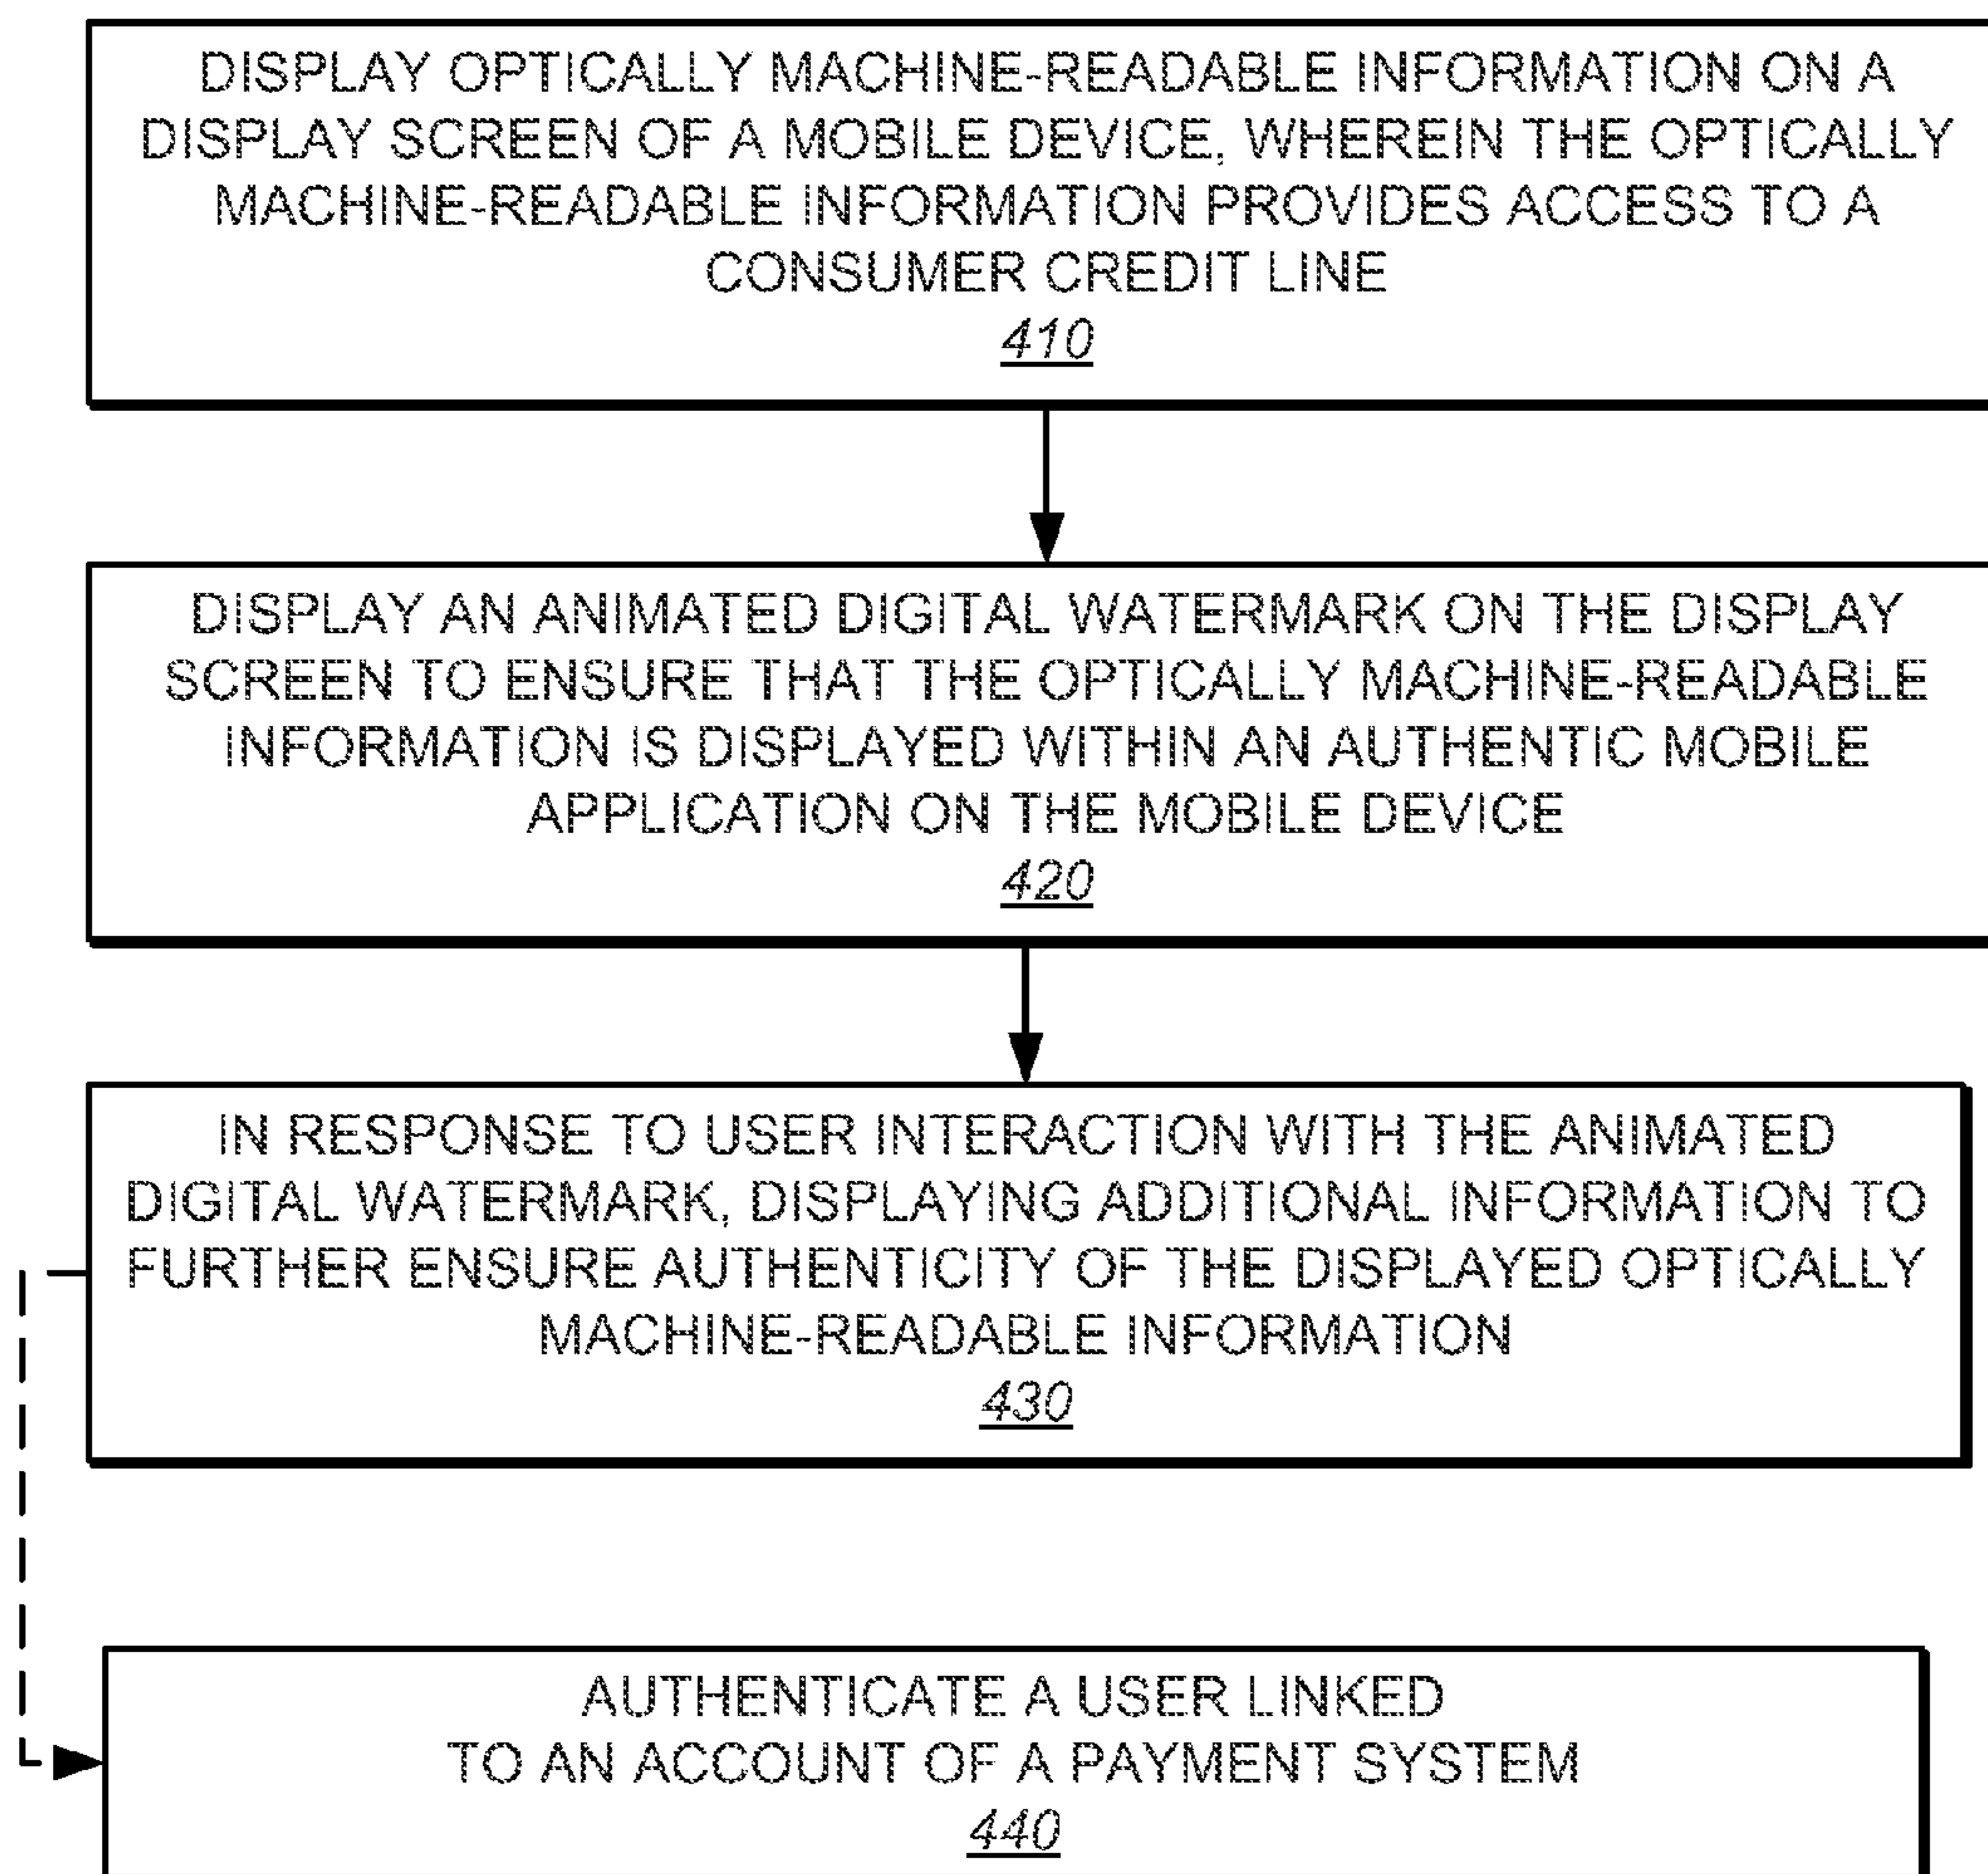 DISPLAY OPTICALLY MACHINE-READABLE INFORMATION ON A
DISPLAY SCREEN OF A MOBILE DEVICE, WHEREIN THE OPTICALLY
MACHINE-READABLE INFORMATION PROVIDES ACCESS TO A
CONSUMER CREDIT LINE
410
DISPLAY AN ANIMATED DIGITAL WATERMARK ON THE DISPLAY
SCREEN TO ENSURE THAT THE OPTICALLY MACHINE-READABLE
INFORMATION IS DISPLAYED WITHIN AN AUTHENTIC MOBILE
APPLICATION ON THE MOBILE DEVICE
420
IN RESPONSE TO USER INTERACTION WITH THE ANIMATED
DIGITAL WATERMARK, DISPLAYING ADDITIONAL INFORMATION TO
FURTHER ENSURE AUTHENTICITY OF THE DISPLAYED OPTICALLY
MACHINE-READABLE INFORMATION
430
AUTHENTICATE A USER LINKED
TO AN ACCOUNT OF A PAYMENT SYSTEM
440